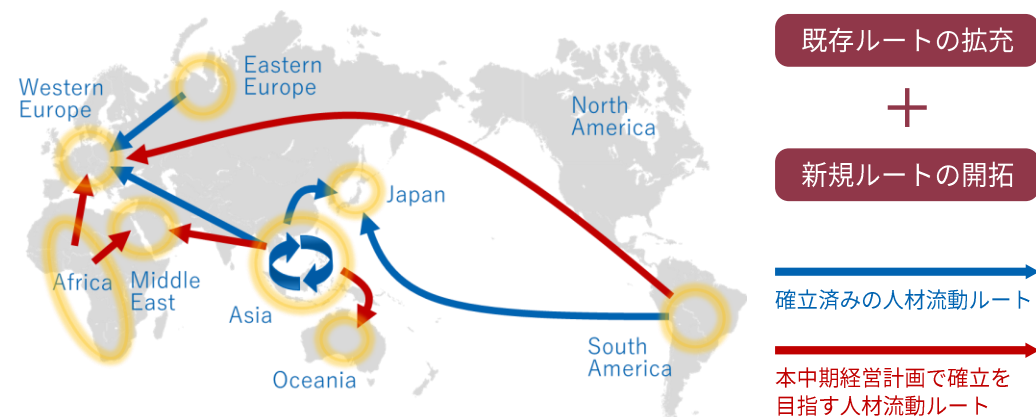 Western
Europe
Eastern
Europe
North
America
Japan
Africa
Middle
East
Asia
Oceania
South
America
既存ルートの拡充
＋
新規ルートの開拓
確立済みの人材流動ルート
本中期経営計画で確立を
目指す人材流動ルート